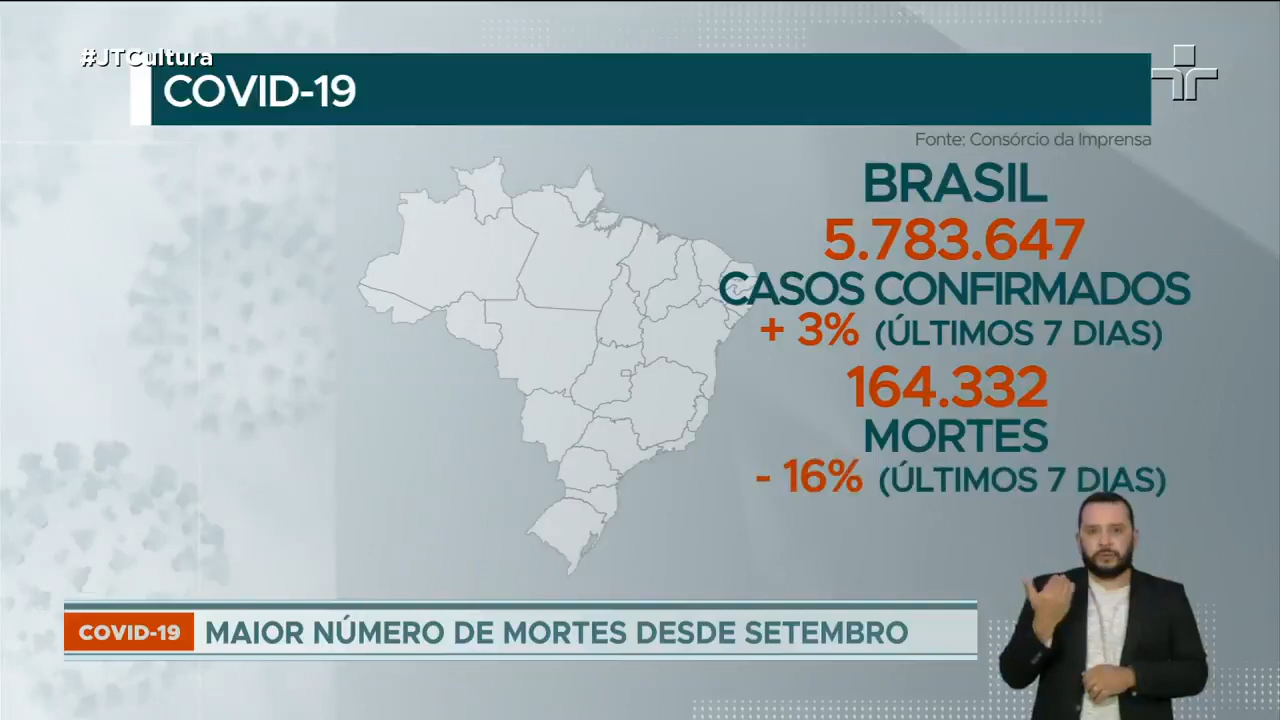 #JTCultura
COVID-19
Fonte: Consórcio da Imprensa
BRASIL
5.783.647
CASOS CONFIRMADOS
+ 3% (ÚLTIMOS 7 DIAS)
164.332
MORTES
- 16% (ÚLTIMOS 7 DIAS)
COVID-19 MAIOR NÚMERO DE MORTES DESDE SETEMBRO